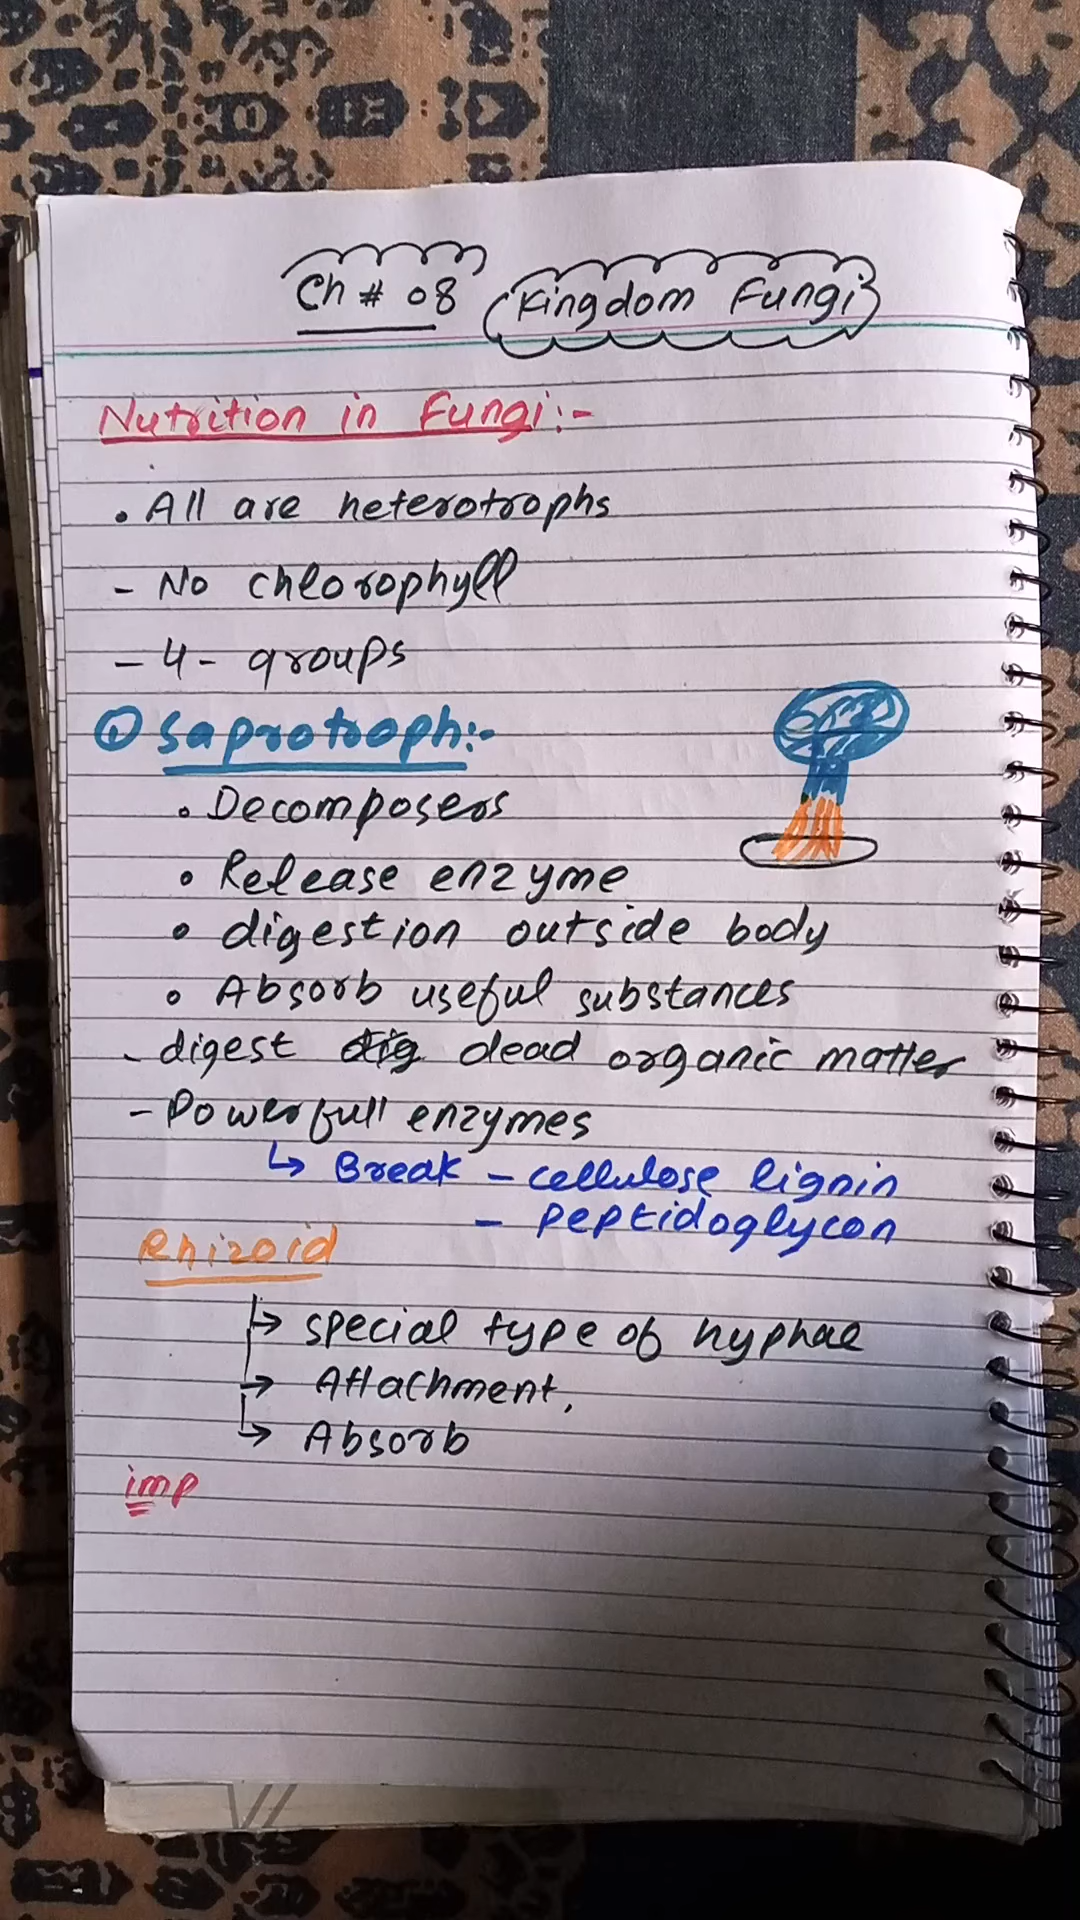 Ch # 08 Kingdom Fungi
Nutrition in Fungi:-
• All are heterotrophs
- No chlorophyll
- 4 - groups
① Saprotroph:-
• Decomposers
• Release enzyme
• digestion outside body
• Absorb useful substances
- digest dig dead organic matter
- Powerfull enzymes
↳ Break - cellulose lignin
- peptidoglycon
Rhizoid
↳ special type of hyphae
→ Attachment,
↳ Absorb
imp